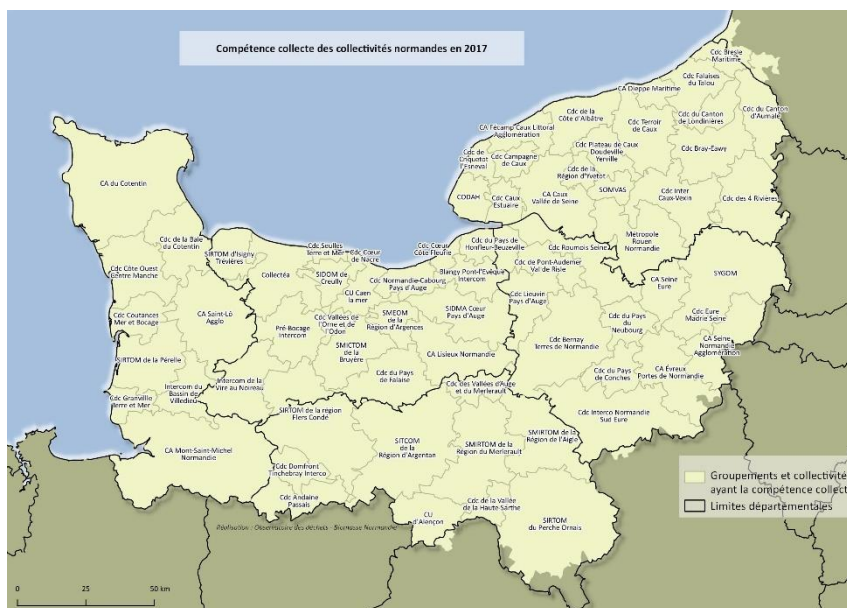 Compétence collecte des collectivités normandes en 2017
Cdc Bresle
Maritime
Cdc Falaises
du Talou
CA Dieppe Maritime
Cdc du Canton
d'Aumale
Cdc de la
Côte d'Albâtre
Cdc du Canton
de Londinières
Cdc Terroir
de Caux
CA Fécamp Caux Littoral
Agglomération
Cdc Plateau de Caux
Doudeville
Yerville
Cdc Bray-Eawy
Cdc de
Criquetot
l'Esneval
Cdc Campagne
de Caux
Cdc de la
Région d'Yvetot
CODAH
Cdc Caux
Estuaire
CA Caux
Vallée de Seine
SOMVAS
Cdc Inter
Caux-Vexin
Cdc des 4 Rivières
Métropole
Rouen
Normandie
CA du Cotentin
Cdc de la Baie
du Cotentin
SIRTOM d'Isigny
Trévières
Cdc Seulles
Terre et Mer
Cdc Cœur
de Nacre
Cdc Cœur
Côte Fleurie
Cdc du Pays de
Honfleur-Beuzeville
Cdc Roumois Seine
Cdc de Pont-Audemer
Val de Risle
Cdc Côte Ouest
Centre Manche
Collectéa
SIDOM de
Creully
Cdc Normandie-Cabourg
Pays d'Auge
Blangy Pont-l'Evêque
Intercom
CA Seine
Eure
SYGOM
CU Caen
la mer
Cdc Lieuvin
Pays d'Auge
Cdc Coutances
Mer et Bocage
CA Saint-Lô
Agglo
Cdc Vallées de
l'Orne et de
l'Odon
SMEOM
de la
Région d'Argences
SIDMA Cœur
Pays d'Auge
Cdc du Pays
du
Neubourg
Cdc Eure
Madrie Seine
Pré-Bocage
Intercom
SMICTOM
de la
Bruyère
Cdc Bernay
Terres de Normandie
CA Seine
Normandie
Agglomération
SIRTOM de la Pérelle
CA Lisieux Normandie
Cdc du Pays
de Conches
CA Évreux
Portes de Normandie
Cdc Granville
Terre et Mer
Intercom du
Bassin de
Villedieu
Intercom de la
Vire au Noireau
Cdc du Pays
de Falaise
Cdc des Vallées d'Auge
et du Merlerault
Cdc Interco Normandie
Sud Eure
SIRTOM de la région
Flers Condé
CA Mont-Saint-Michel
Normandie
SITCOM
de la
Région d'Argentan
SMIRTOM de la
Région du Merlerault
SMIRTOM de la
Région de l'Aigle
Cdc Domfront
Tinchebray Interco
Cdc Andaine
Passais
CU
d'Alençon
Cdc de la Vallée
de la Haute-Sarthe
SIRTOM
du Perche Ornais
Groupements et collectivité
ayant la compétence collect
Limites départementales
Réalisation : Observatoire des déchets - Biomasse Normandie
0 25 50 km